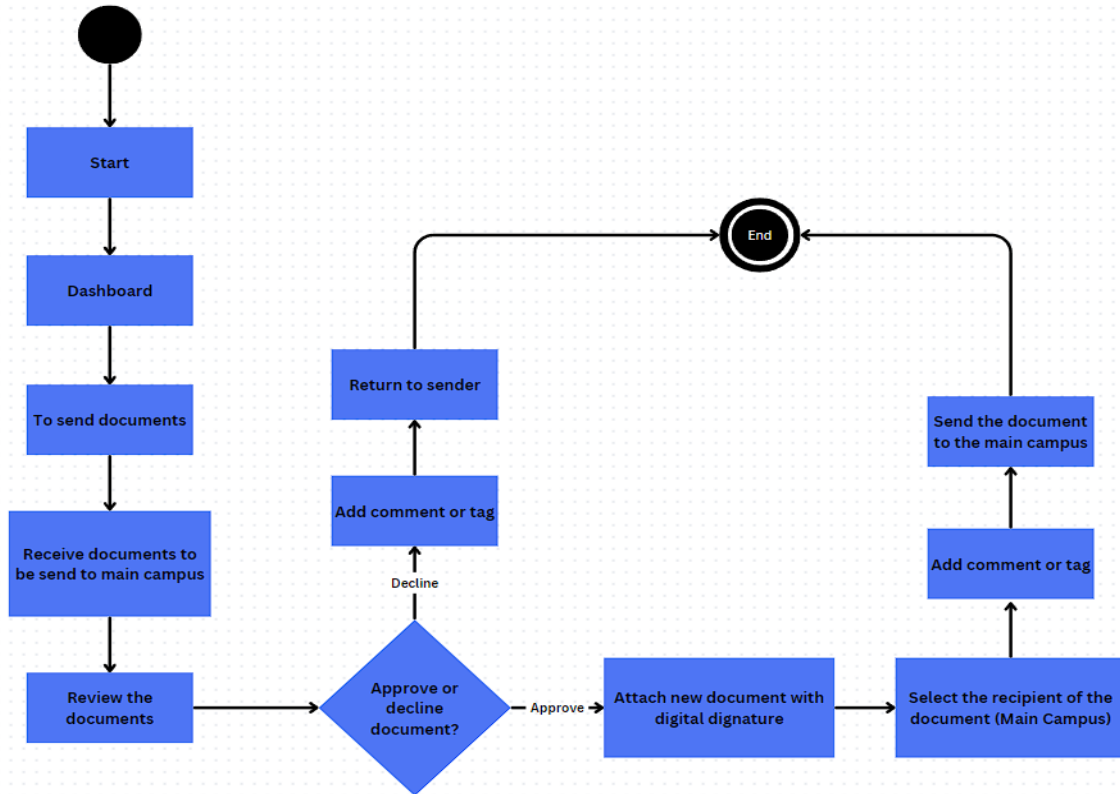 Start
Dashboard
To send documents
Receive documents to
be send to main campus
Review the
documents
Approve or
decline
document?
Decline
Add comment or tag
Return to sender
End
Approve
Attach new document with
digital dignature
Select the recipient of the
document (Main Campus)
Add comment or tag
Send the document
to the main campus